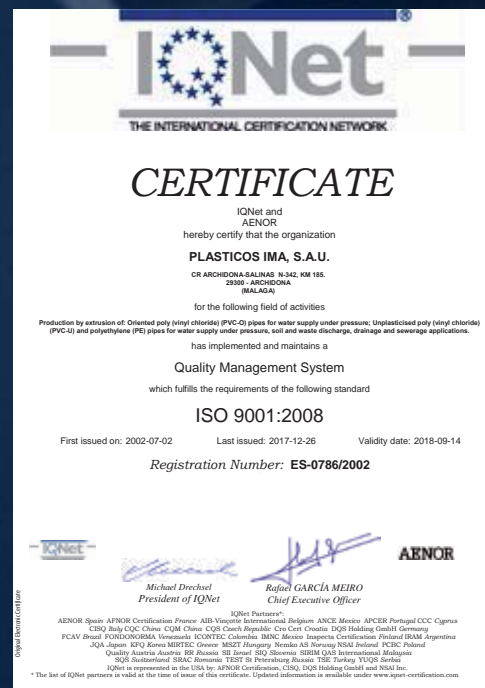 IQNet ®
THE INTERNATIONAL CERTIFICATION NETWORK
CERTIFICATE
IQNet and
AENOR
hereby certify that the organization
PLASTICOS IMA, S.A.U.
CR ARCHIDONA-SALINAS N-342, KM 185.
29300 - ARCHIDONA
(MALAGA)
for the following field of activities
Production by extrusion of: Oriented poly (vinyl chloride) (PVC-O) pipes for water supply under pressure; Unplasticised poly (vinyl chloride)
(PVC-U) and polyethylene (PE) pipes for water supply under pressure, soil and waste discharge, drainage and sewerage applications.
has implemented and maintains a
Quality Management System
which fulfills the requirements of the following standard
ISO 9001:2008
First issued on: 2002-07-02 Last issued: 2017-12-26 Validity date: 2018-09-14
Registration Number: ES-0786/2002
IQNet
AENOR
Michael Drechsel Rafael GARCÍA MEIRO
President of IQNet Chief Executive Officer
Original Electronic Certificate
IQNet Partners*:
AENOR Spain AFNOR Certification France AIB-Vinçotte International Belgium ANCE Mexico APCER Portugal CCC Cyprus
CISQ Italy CQC China CQM China CQS Czech Republic Cro Cert Croatia DQS Holding GmbH Germany
FCAV Brazil FONDONORMA Venezuela ICONTEC Colombia IMNC Mexico Inspecta Certification Finland IRAM Argentina
JQA Japan KFQ Korea MIRTEC Greece MSZT Hungary Nemko AS Norway NSAI Ireland PCBC Poland
Quality Austria Austria RR Russia SII Israel SIQ Slovenia SIRIM QAS International Malaysia
SQS Switzerland SRAC Romania TEST St Petersburg Russia TSE Turkey YUQS Serbia
IQNet is represented in the USA by: AFNOR Certification, CISQ, DQS Holding GmbH and NSAI Inc.
* The list of IQNet partners is valid at the time of issue of this certificate. Updated information is available under www.iqnet-certification.com